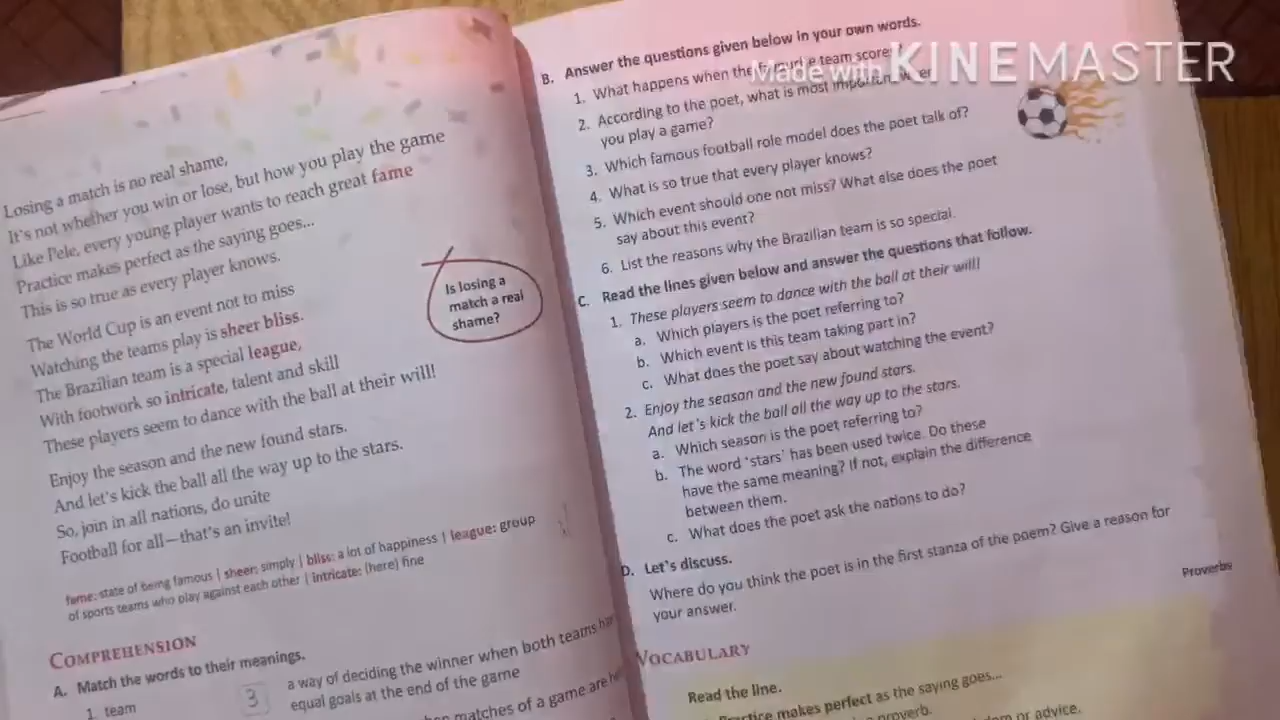 Losing a match is no real shame,
It's not whether you win or lose, but how you play the game
Like Pele, every young player wants to reach great fame
Practice makes perfect as the saying goes...
This is so true as every player knows.
The World Cup is an event not to miss
Watching the teams play is sheer bliss.
The Brazilian team is a special league,
With footwork so intricate, talent and skill
These players seem to dance with the ball at their will!
Enjoy the season and the new found stars.
And let's kick the ball all the way up to the stars.
So, join in all nations, do unite
Football for all—that's an invite!
Is losing a
match a real
shame?
fame: state of being famous | sheer: simply | bliss: a lot of happiness | league: group
of sports teams who play against each other | intricate: (here) fine
COMPREHENSION
A. Match the words to their meanings.
1. team
3
a way of deciding the winner when both teams
equal goals at the end of the game
matches of a game are
B. Answer the questions given below in your own words.
1. What happens when the team score
2. According to the poet, what is most
you play a game?
3. Which famous football role model does the poet talk of?
4. What is so true that every player knows?
5. Which event should one not miss? What else does the poet
say about this event?
6. List the reasons why the Brazilian team is so special.
C. Read the lines given below and answer the questions that follow.
1. These players seem to dance with the ball at their will!
a. Which players is the poet referring to?
b. Which event is this team taking part in?
c. What does the poet say about watching the event?
2. Enjoy the season and the new found stars.
And let's kick the ball all the way up to the stars.
a. Which season is the poet referring to?
b. The word 'stars' has been used twice. Do these
have the same meaning? If not, explain the difference
between them.
c. What does the poet ask the nations to do?
D. Let's discuss.
Where do you think the poet is in the first stanza of the poem? Give a reason for
your answer.
Proverbs
VOCABULARY
Read the line.
Practice makes perfect as the saying goes...
proverb.
or advice.
Made with KINEMASTER